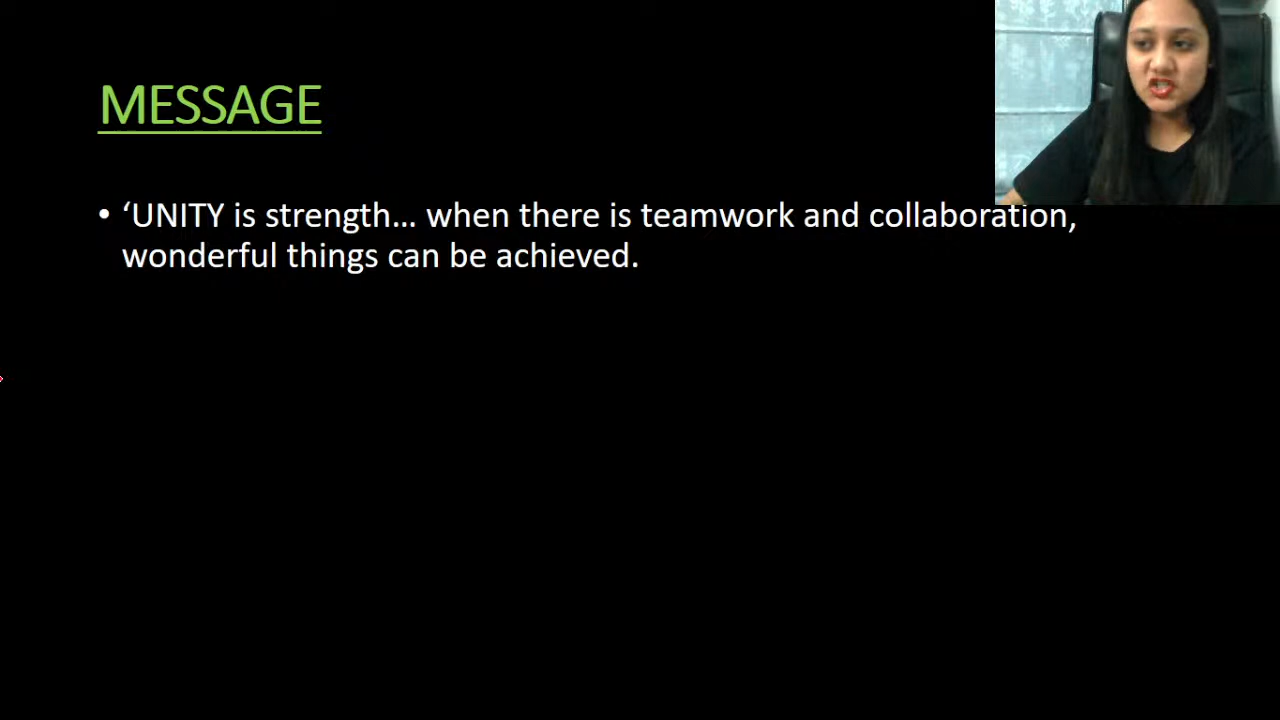 MESSAGE
• ‘UNITY is strength... when there is teamwork and collaboration,
wonderful things can be achieved.